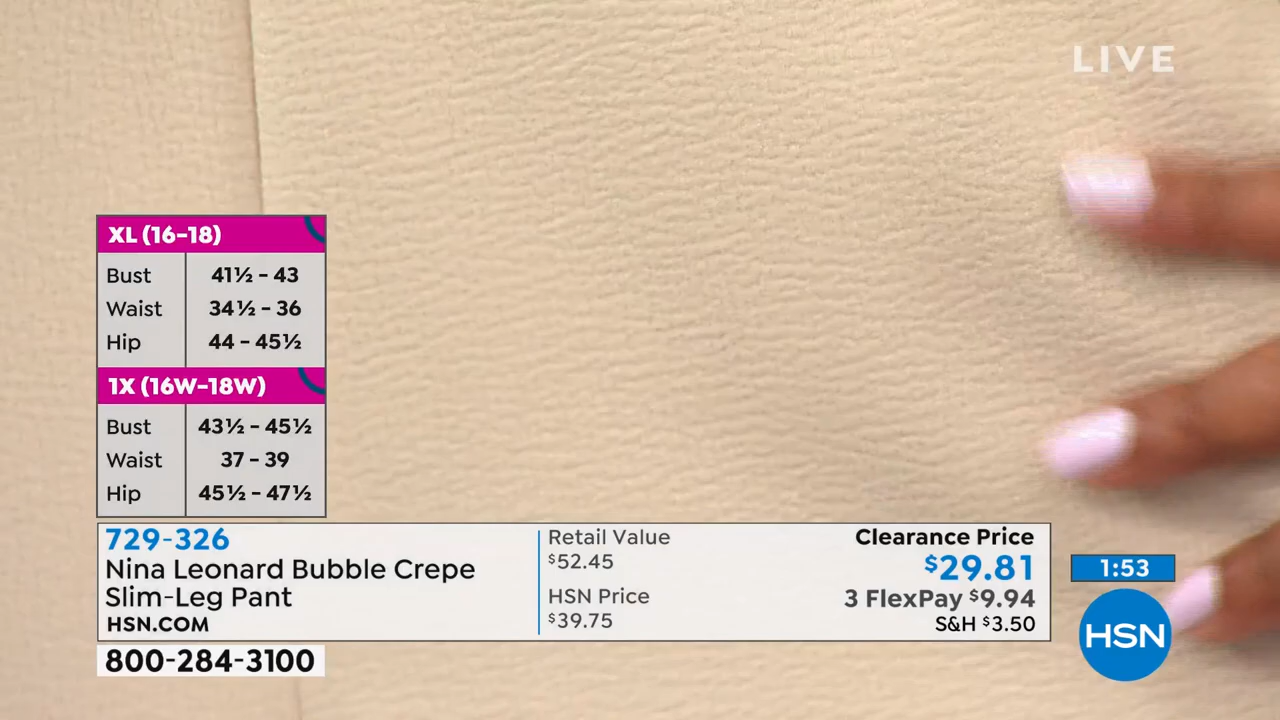 LIVE
XL (16-18)
Bust 41½ - 43
Waist 34½ - 36
Hip 44 - 45½
1X (16W-18W)
Bust 43½ - 45½
Waist 37 - 39
Hip 45½ - 47½
729-326
Nina Leonard Bubble Crepe
Slim-Leg Pant
HSN.COM
Retail Value
$52.45
HSN Price
$39.75
Clearance Price
$29.81
3 FlexPay $9.94
S&H $3.50
1:53
HSN
800-284-3100